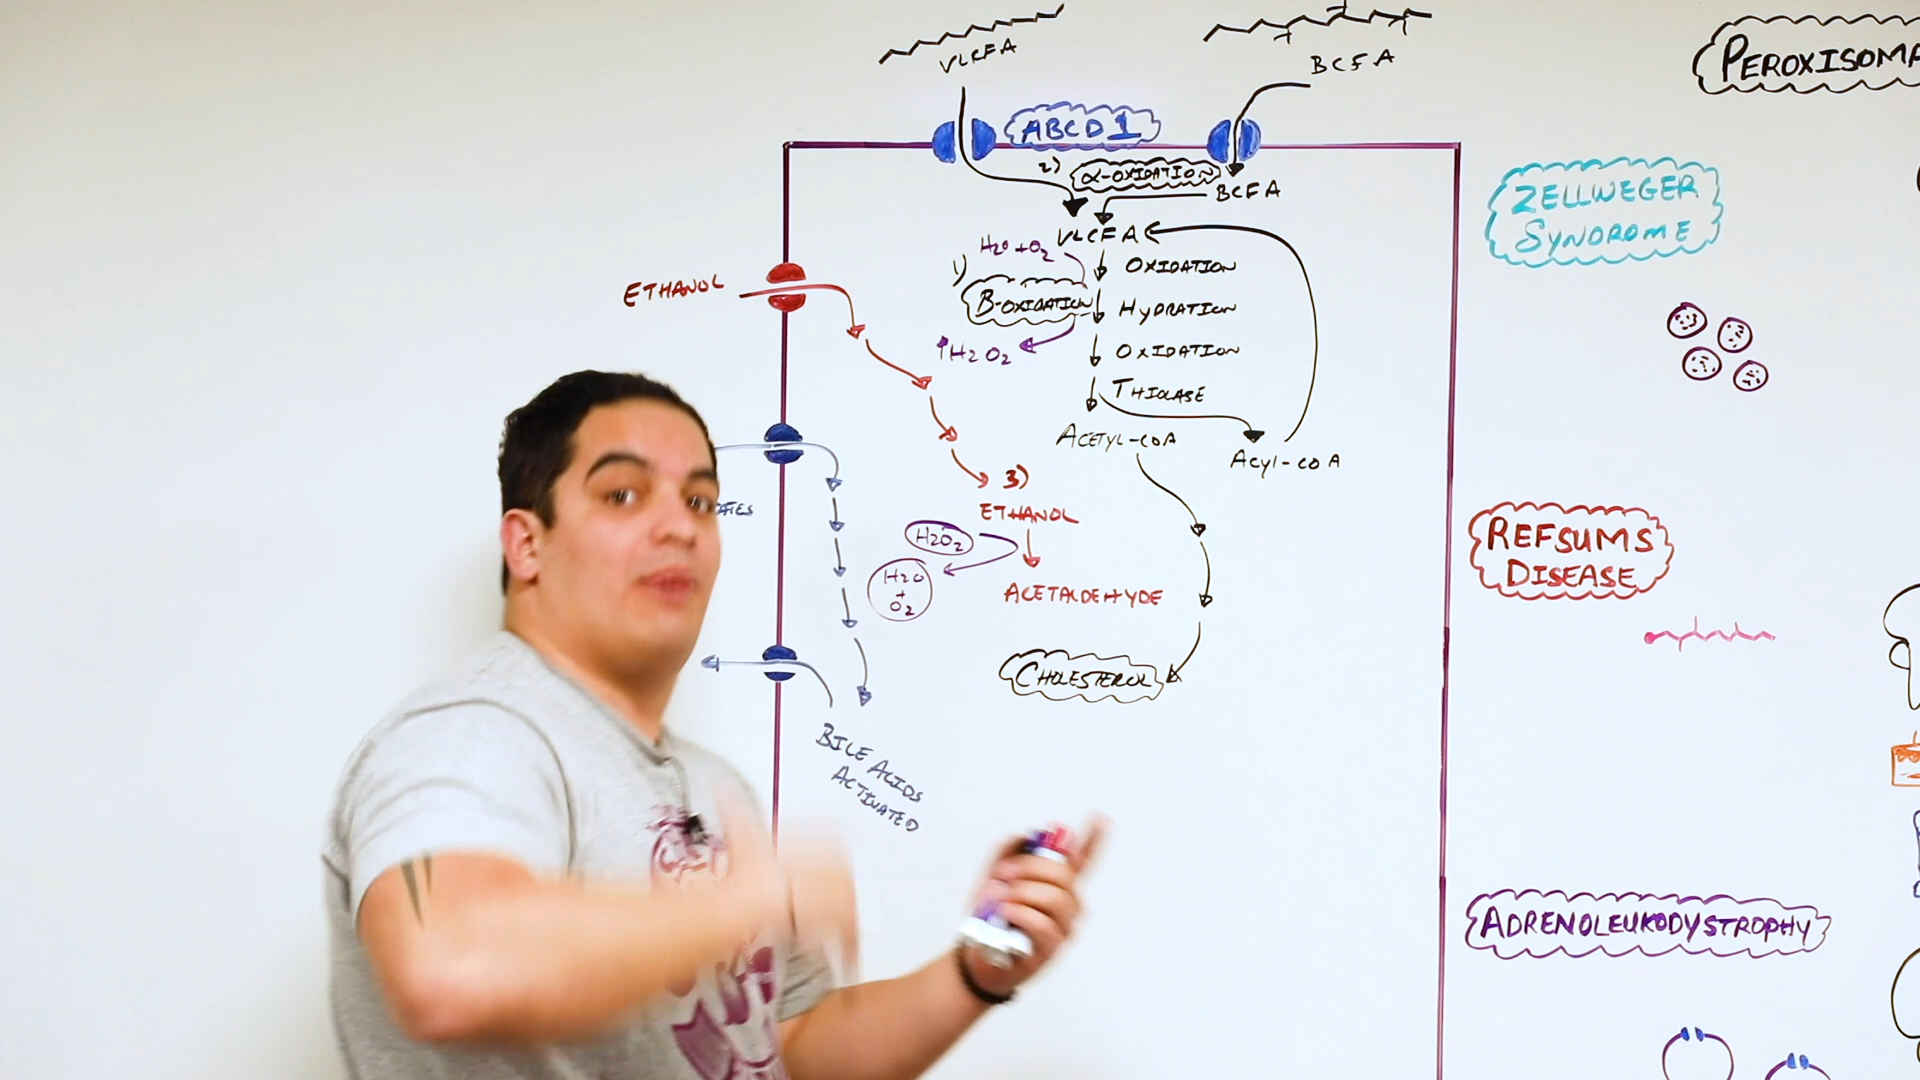 VLCFA
BCFA
PEROXISOMA
ABCD1
2)
α-OXIDATION
BCFA
VLCFA
H2O + O2
1)
OXIDATION
B-OXIDATION
HYDRATION
↑H2O2
OXIDATION
THIOLASE
ACETYL-COA
ACYL-COA
ETHANOL
3)
ETHANOL
H2O2
H2O
+
O2
ACETALDEHYDE
CHOLESTEROL
BILE ACIDS
ACTIVATED
ZELLWEGER
SYNDROME
REFSUMS
DISEASE
ADRENOLEUKODYSTROPHY